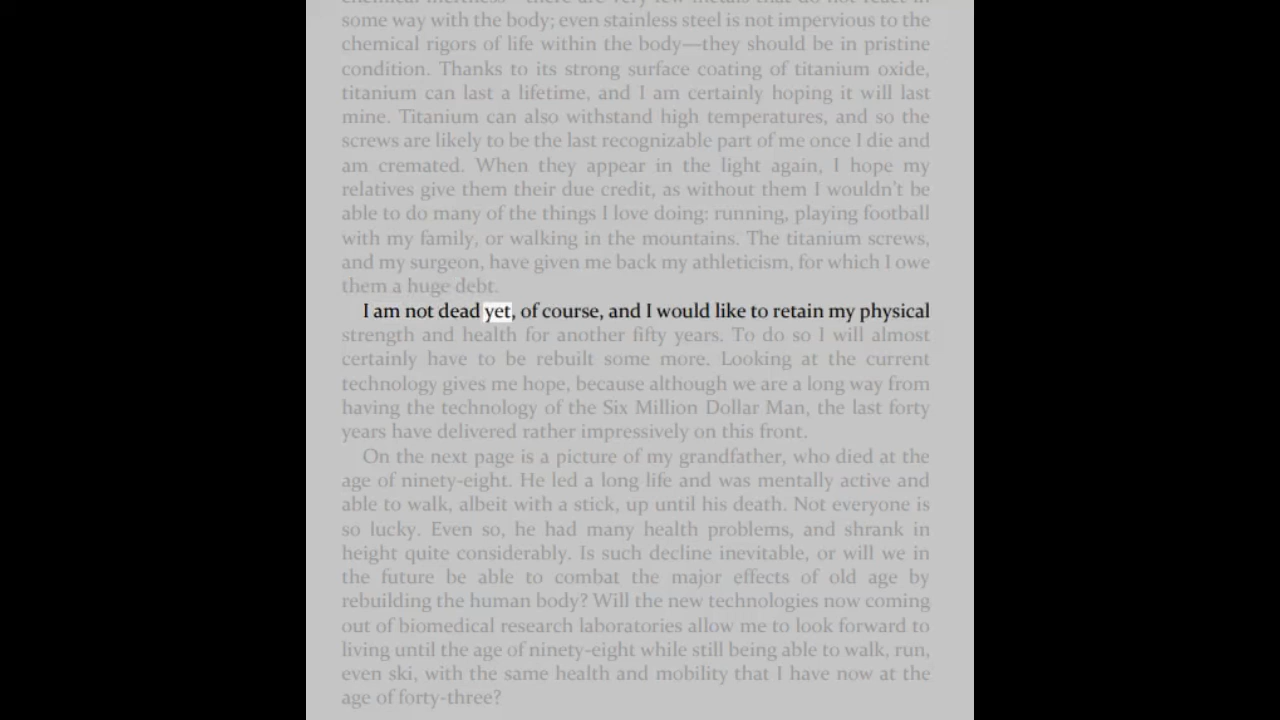 some way with the body; even stainless steel is not impervious to the
chemical rigors of life within the body—they should be in pristine
condition. Thanks to its strong surface coating of titanium oxide,
titanium can last a lifetime, and I am certainly hoping it will last
mine. Titanium can also withstand high temperatures, and so the
screws are likely to be the last recognizable part of me once I die and
am cremated. When they appear in the light again, I hope my
relatives give them their due credit, as without them I wouldn't be
able to do many of the things I love doing: running, playing football
with my family, or walking in the mountains. The titanium screws,
and my surgeon, have given me back my athleticism, for which I owe
them a huge debt.
I am not dead yet, of course, and I would like to retain my physical
strength and health for another fifty years. To do so I will almost
certainly have to be rebuilt some more. Looking at the current
technology gives me hope, because although we are a long way from
having the technology of the Six Million Dollar Man, the last forty
years have delivered rather impressively on this front.
On the next page is a picture of my grandfather, who died at the
age of ninety-eight. He led a long life and was mentally active and
able to walk, albeit with a stick, up until his death. Not everyone is
so lucky. Even so, he had many health problems, and shrank in
height quite considerably. Is such decline inevitable, or will we in
the future be able to combat the major effects of old age by
rebuilding the human body? Will the new technologies now coming
out of biomedical research laboratories allow me to look forward to
living until the age of ninety-eight while still being able to walk, run,
even ski, with the same health and mobility that I have now at the
age of forty-three?